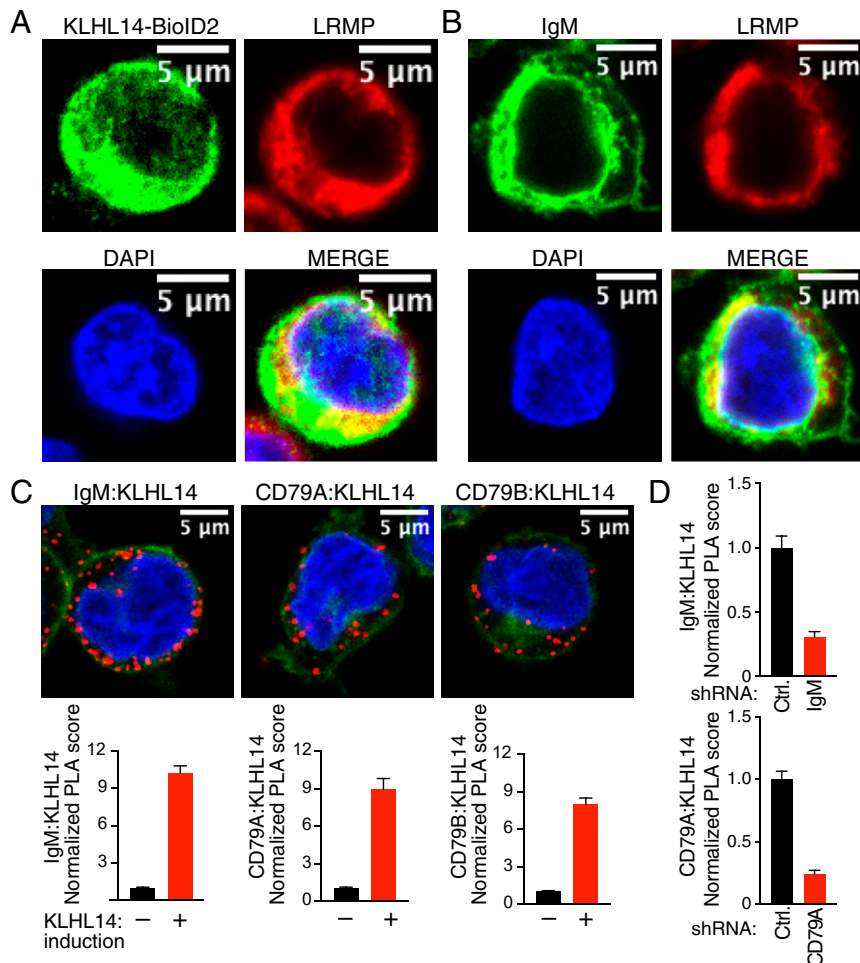 A
KLHL14-BioID2
LRMP
5 µm
5 µm
DAPI
MERGE
5 µm
5 µm
B
IgM
LRMP
5 µm
5 µm
DAPI
MERGE
5 µm
5 µm
C
IgM:KLHL14
CD79A:KLHL14
CD79B:KLHL14
5 µm
5 µm
5 µm
IgM:KLHL14
Normalized PLA score
12
9
6
3
CD79A:KLHL14
Normalized PLA score
12
9
6
3
0
CD79B:KLHL14
Normalized PLA score
12
9
6
3
0
KLHL14:
induction
− +
− +
− +
D
IgM:KLHL14
Normalized PLA score
1.5
1.0
0.5
0
shRNA:
Ctrl.
IgM
CD79A:KLHL14
Normalized PLA score
1.5
1.0
0.5
0
shRNA:
Ctrl.
CD79A